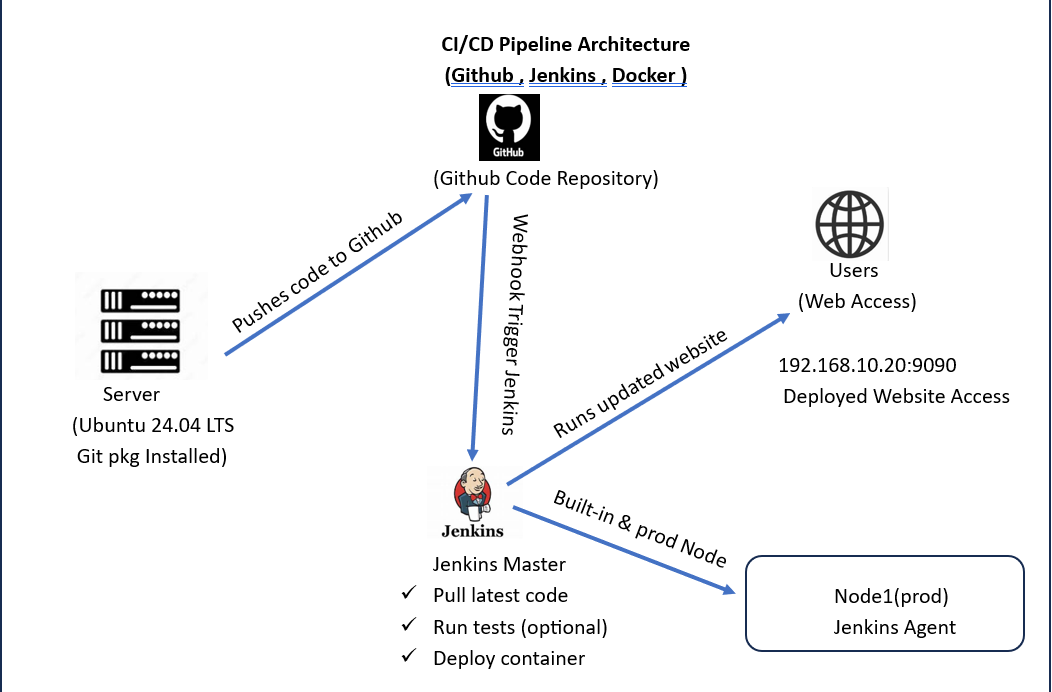 CI/CD Pipeline Architecture
(Github , Jenkins , Docker )
GitHub
(Github Code Repository)
Pushes code to Github
Webhook Trigger Jenkins
Users
(Web Access)
Server
(Ubuntu 24.04 LTS
Git pkg Installed)
192.168.10.20:9090
Deployed Website Access
Runs updated website
Jenkins
Built-in & prod Node
Jenkins Master
✓ Pull latest code
✓ Run tests (optional)
✓ Deploy container
Node1(prod)
Jenkins Agent